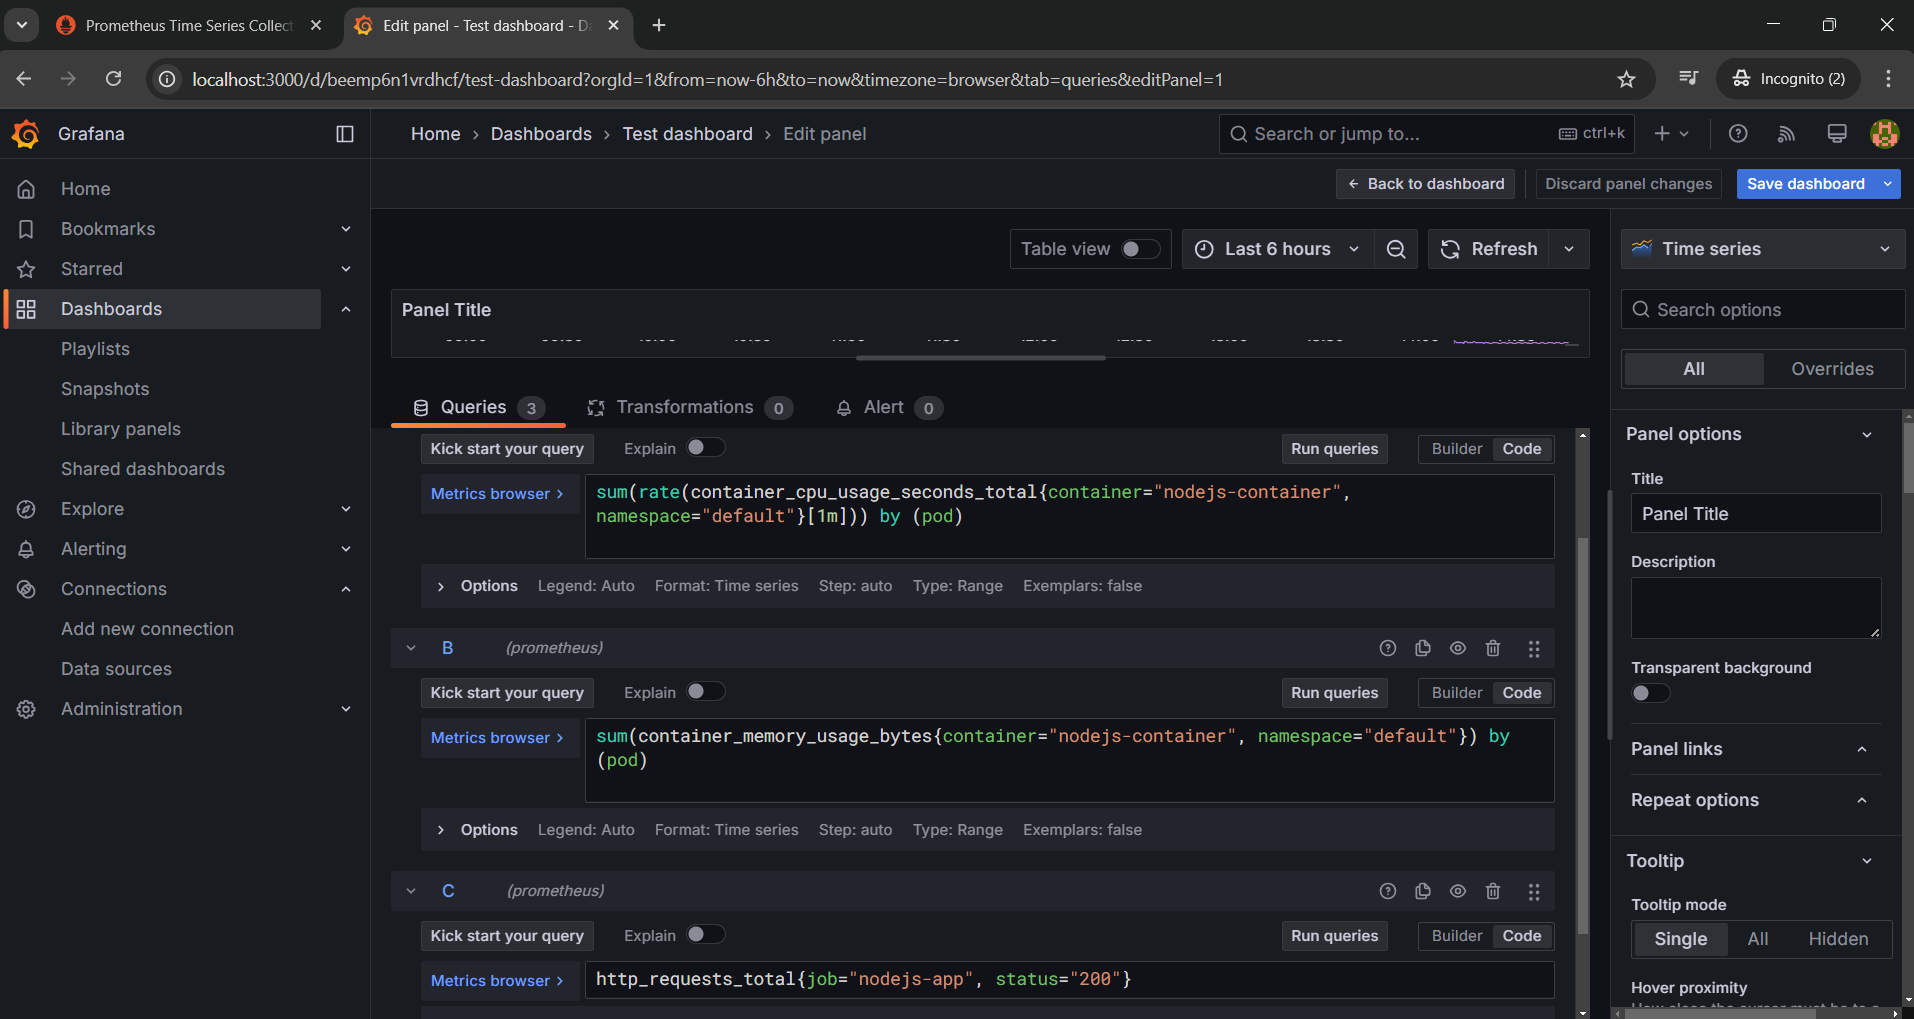 Prometheus Time Series Collect
Edit panel - Test dashboard - D
localhost:3000/d/beemp6n1vrdhcf/test-dashboard?orgId=1&from=now-6h&to=now&timezone=browser&tab=queries&editPanel=1
Incognito (2)
Grafana
Home › Dashboards › Test dashboard › Edit panel
Search or jump to...
ctrl+k
Back to dashboard
Discard panel changes
Save dashboard
Home
Bookmarks
Starred
Dashboards
Playlists
Snapshots
Library panels
Shared dashboards
Explore
Alerting
Connections
Add new connection
Data sources
Administration
Table view
Last 6 hours
Refresh
Panel Title
Queries 3
Transformations 0
Alert 0
Kick start your query
Explain
Run queries
Builder
Code
Metrics browser >
sum(rate(container_cpu_usage_seconds_total{container="nodejs-container",
namespace="default"}[1m])) by (pod)
> Options Legend: Auto Format: Time series Step: auto Type: Range Exemplars: false
B (prometheus)
Kick start your query
Explain
Run queries
Builder
Code
Metrics browser >
sum(container_memory_usage_bytes{container="nodejs-container", namespace="default"}) by
(pod)
> Options Legend: Auto Format: Time series Step: auto Type: Range Exemplars: false
C (prometheus)
Kick start your query
Explain
Run queries
Builder
Code
Metrics browser >
http_requests_total{job="nodejs-app", status="200"}
Time series
Search options
All
Overrides
Panel options
Title
Panel Title
Description
Transparent background
Panel links
Repeat options
Tooltip
Tooltip mode
Single
All
Hidden
Hover proximity